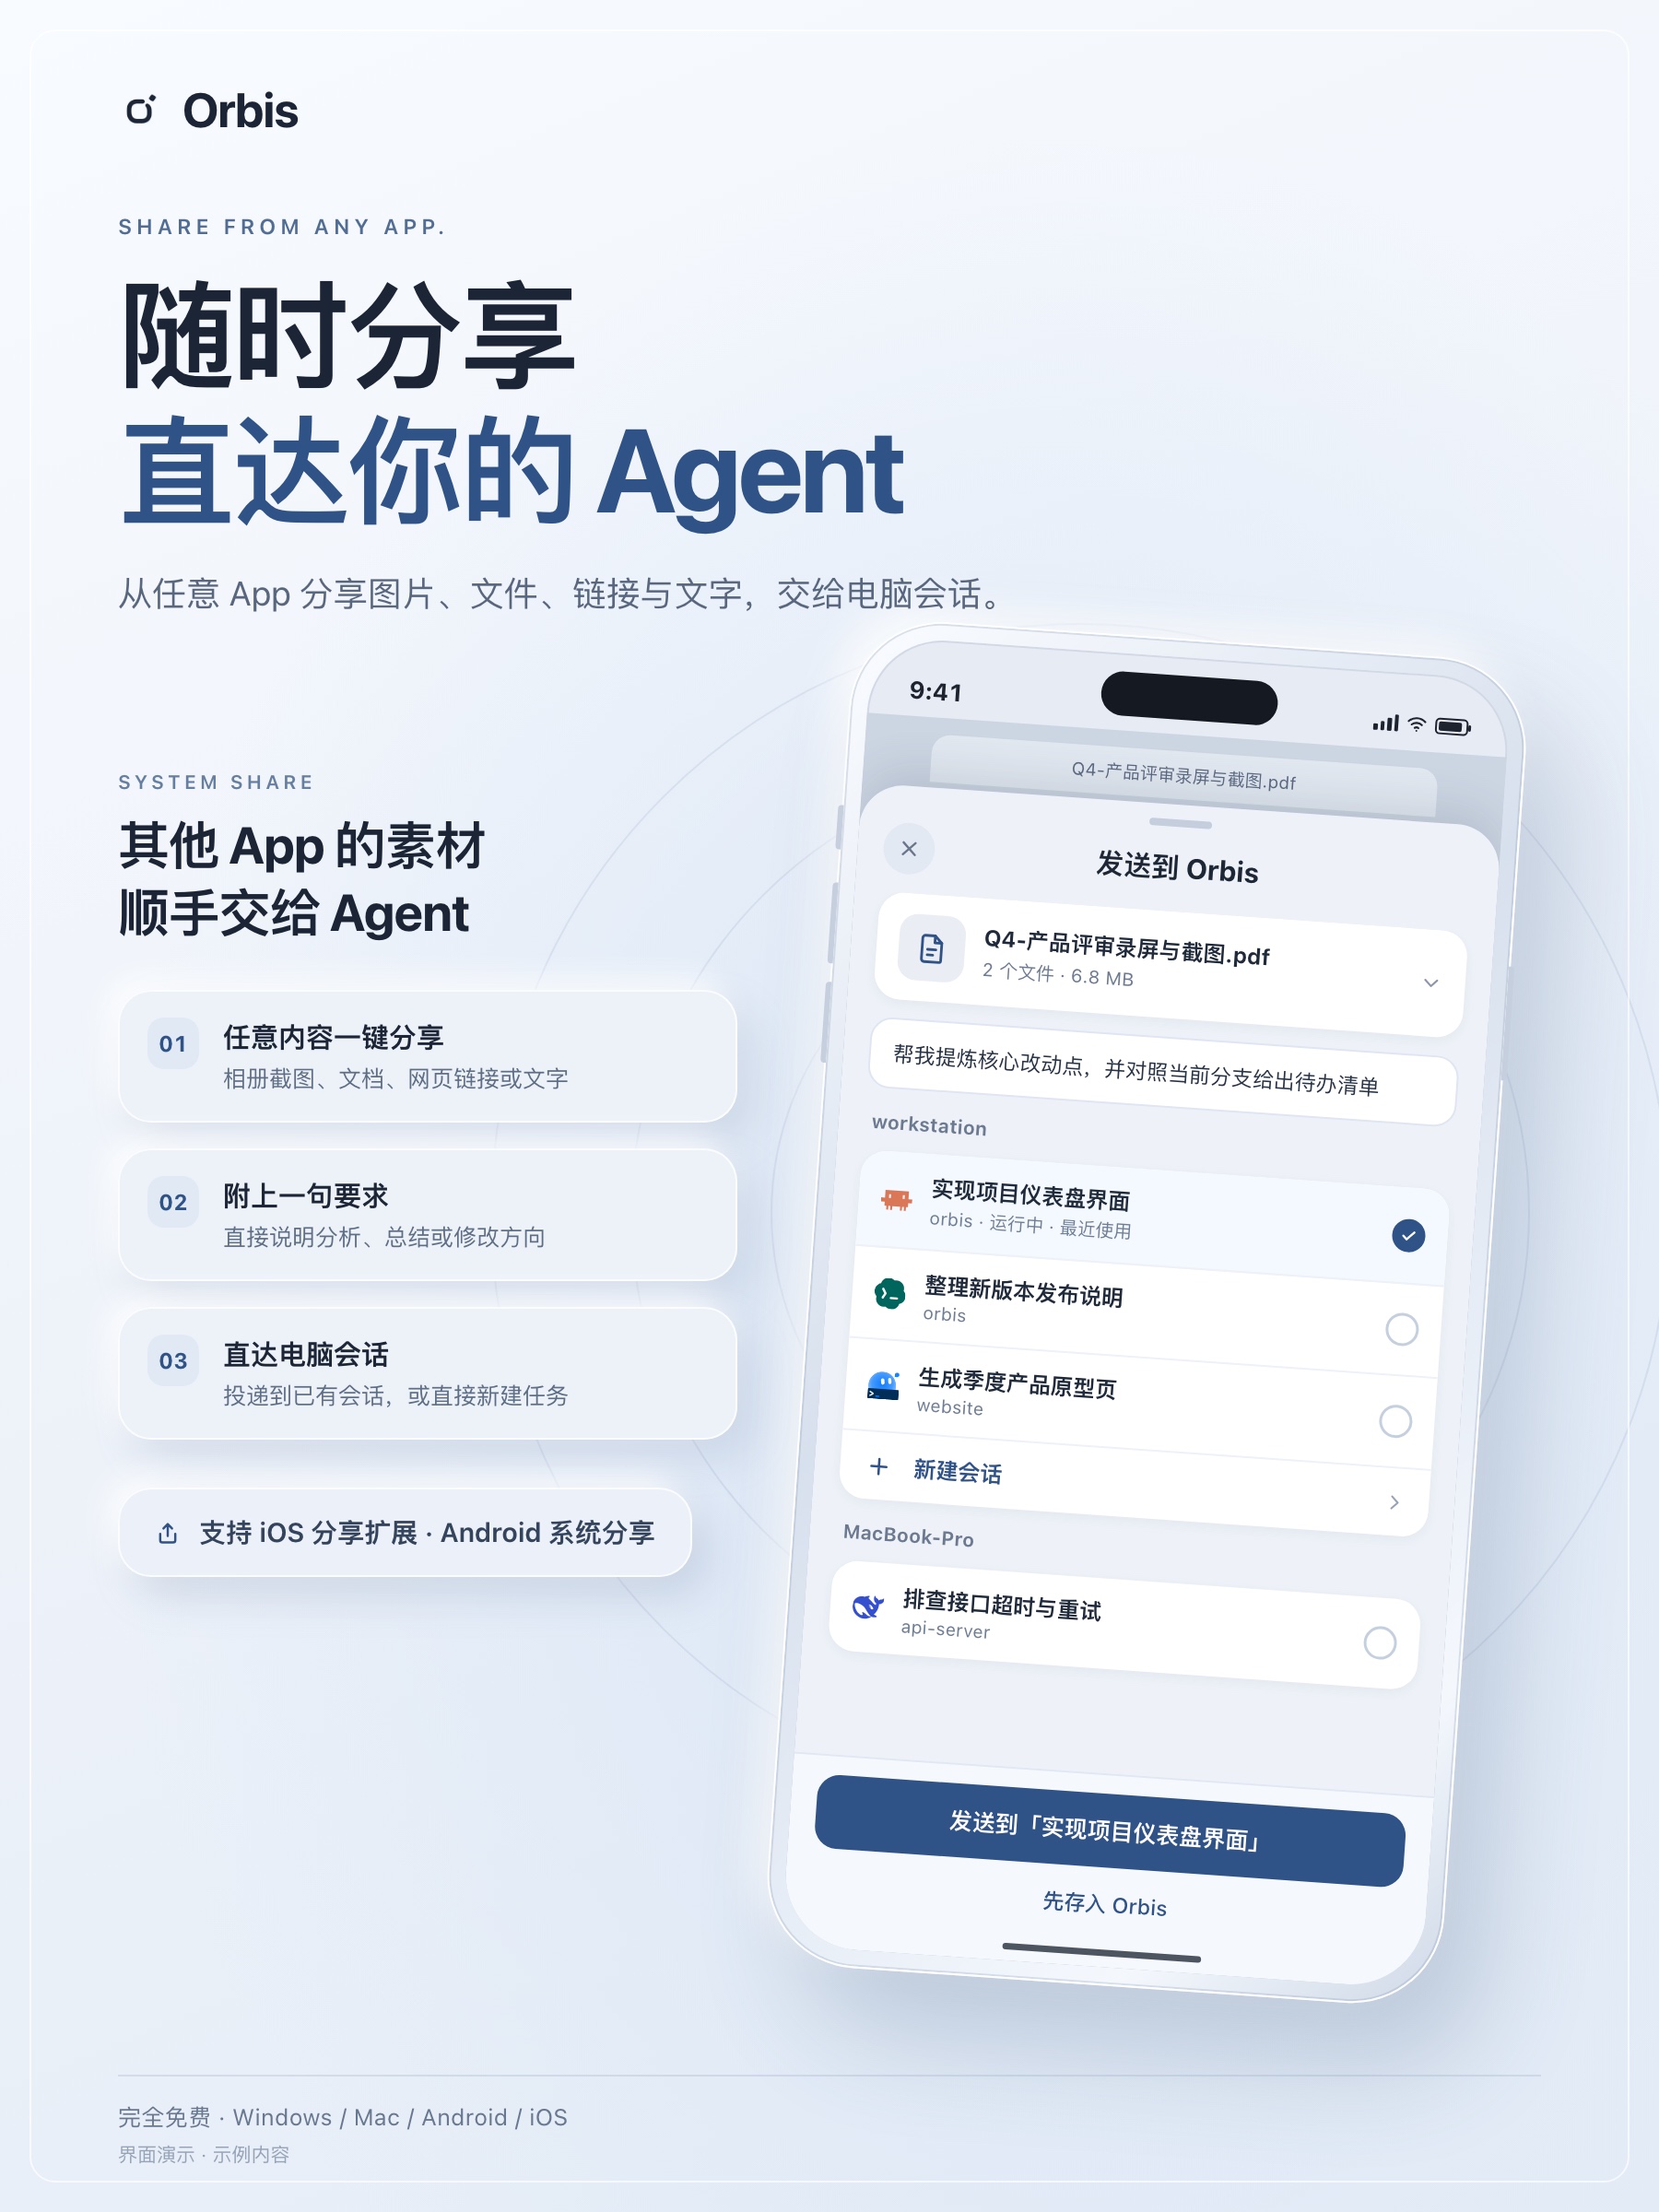 Orbis
SHARE FROM ANY APP.
随时分享
直达你的 Agent
从任意 App 分享图片、文件、链接与文字，交给电脑会话。
SYSTEM SHARE
其他 App 的素材
顺手交给 Agent
01
任意内容一键分享
相册截图、文档、网页链接或文字
02
附上一句要求
直接说明分析、总结或修改方向
03
直达电脑会话
投递到已有会话，或直接新建任务
支持 iOS 分享扩展 · Android 系统分享
9:41
Q4-产品评审录屏与截图.pdf
发送到 Orbis
Q4-产品评审录屏与截图.pdf
2 个文件 · 6.8 MB
帮我提炼核心改动点，并对照当前分支给出待办清单
workstation
实现项目仪表盘界面
orbis · 运行中 · 最近使用
整理新版本发布说明
orbis
生成季度产品原型页
website
新建会话
MacBook-Pro
排查接口超时与重试
api-server
发送到「实现项目仪表盘界面」
先存入 Orbis
完全免费 · Windows / Mac / Android / iOS
界面演示 · 示例内容